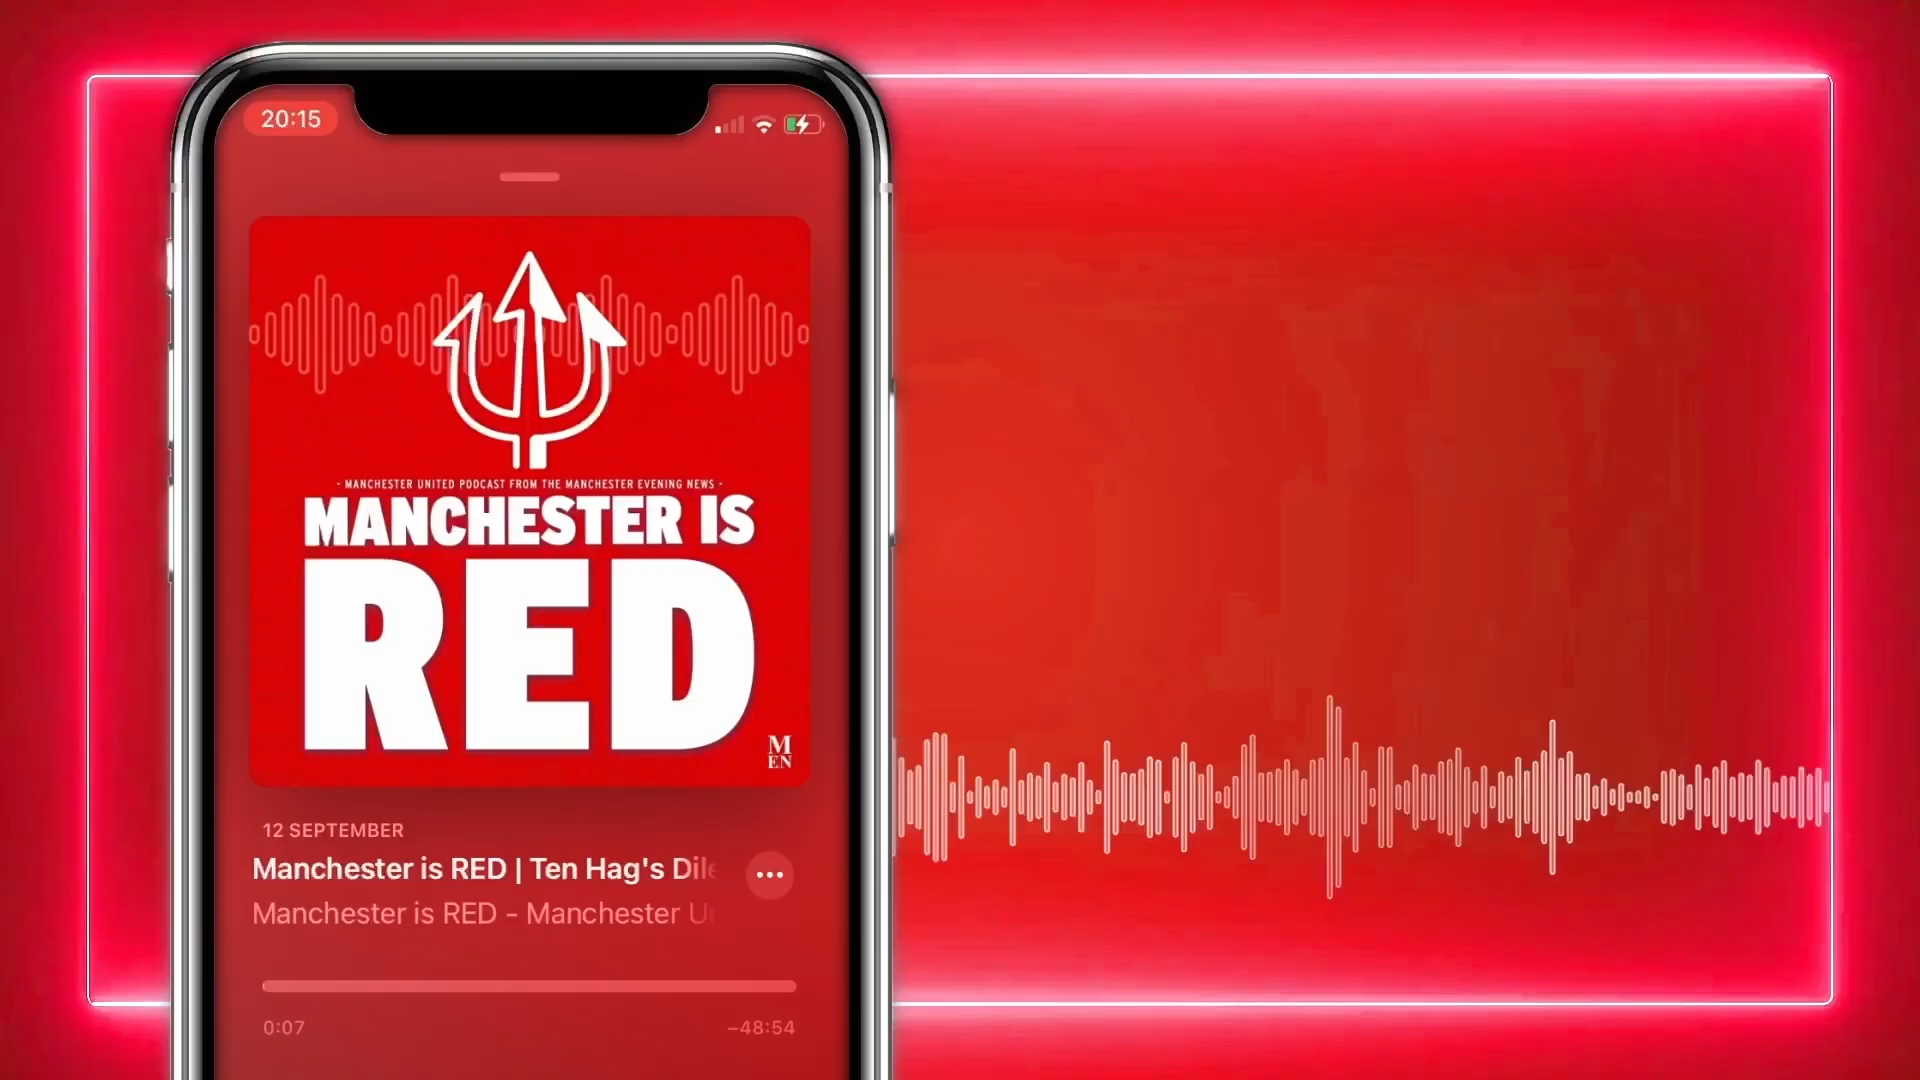 20:15
- MANCHESTER UNITED PODCAST FROM THE MANCHESTER EVENING NEWS -
MANCHESTER IS
RED
M
EN
12 SEPTEMBER
Manchester is RED | Ten Hag's
Manchester is RED - Manchester
0:07
-48:54